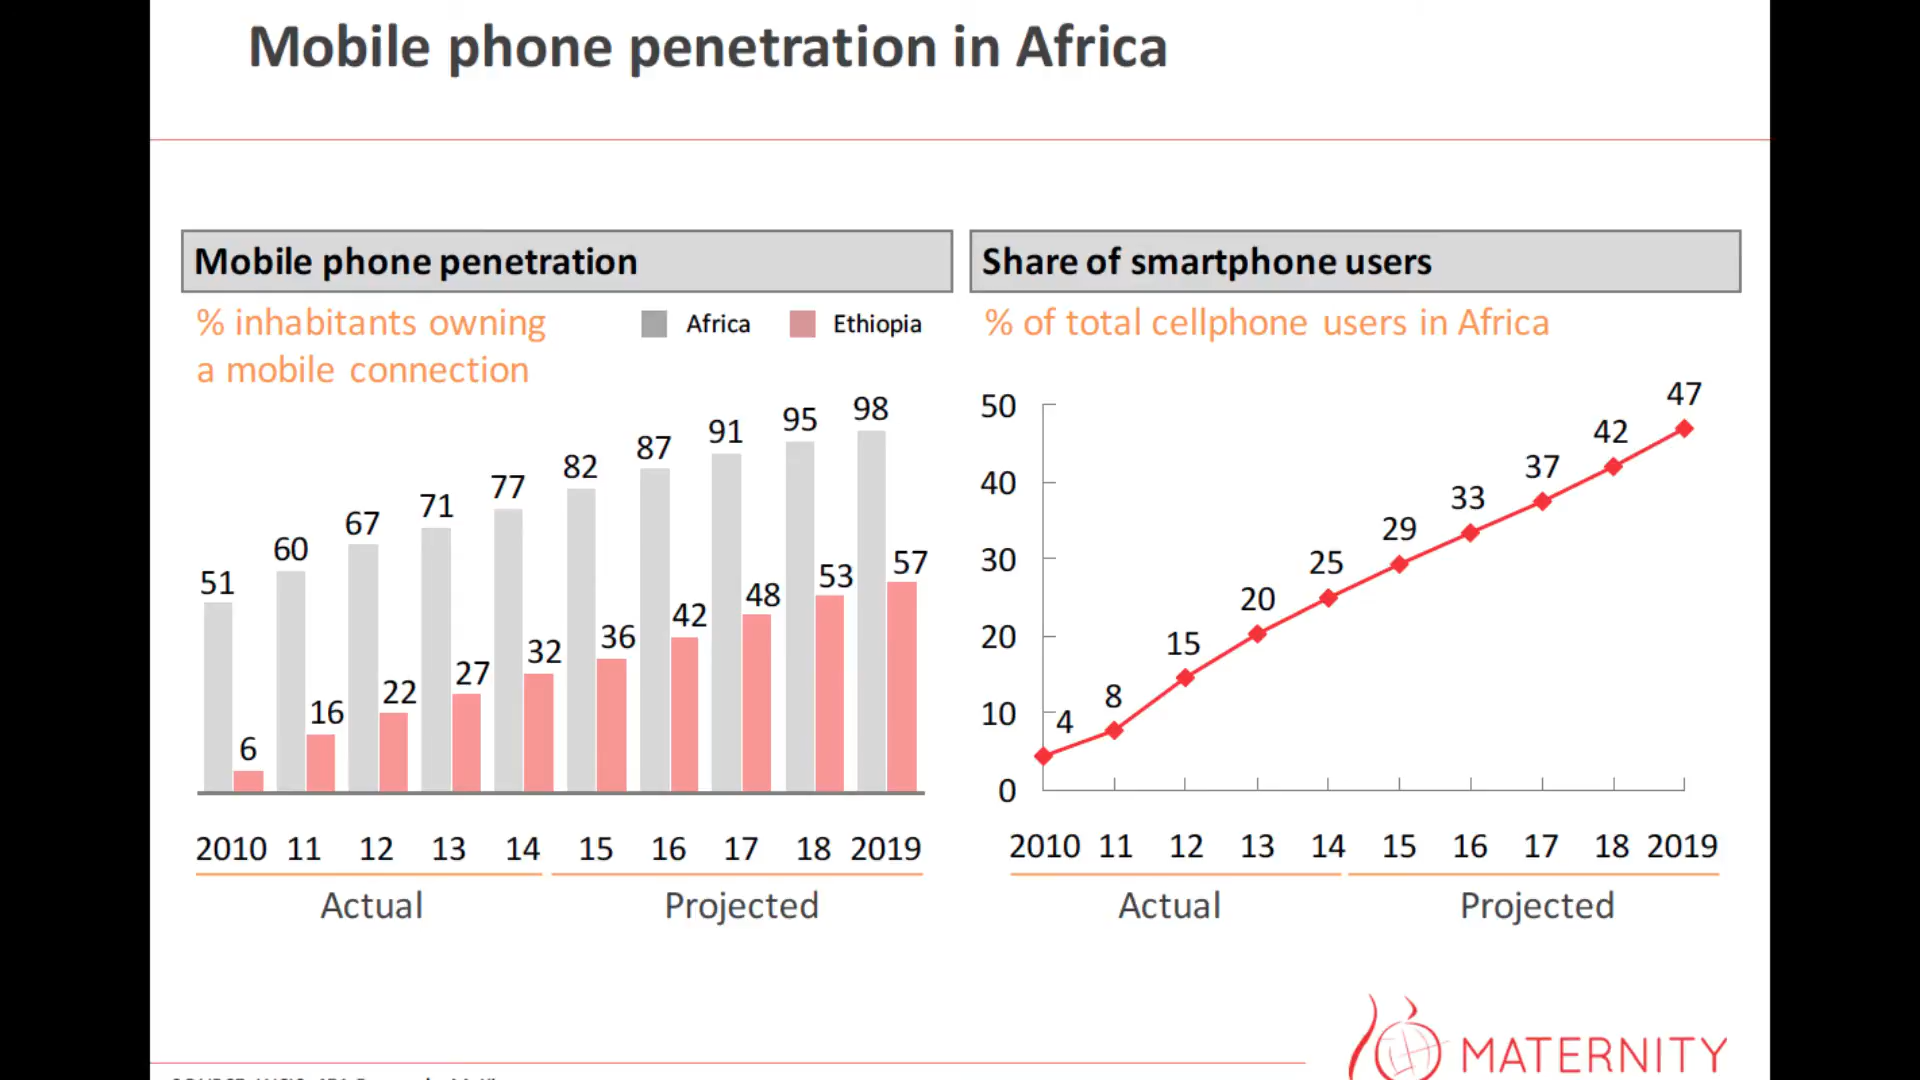 Mobile phone penetration in Africa
Mobile phone penetration
% inhabitants owning
a mobile connection
Africa
Ethiopia
51 60 67 71 77 82 87 91 95 98
6 16 22 27 32 36 42 48 53 57
2010 11 12 13 14 15 16 17 18 2019
Actual
Projected
Share of smartphone users
% of total cellphone users in Africa
50
40
30
20
10
0
4 8 15 20 25 29 33 37 42 47
2010 11 12 13 14 15 16 17 18 2019
Actual
Projected
MATERNITY